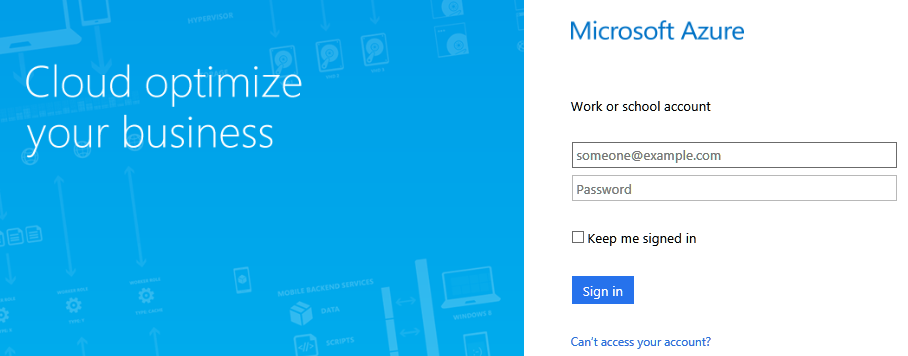 HYPERVISOR
Cloud optimize
your business
MOBILE BACKEND SERVICES
DATA
SCRIPTS
WINDOWS 8
Microsoft Azure
Work or school account
someone@example.com
Password
Keep me signed in
Sign in
Can't access your account?